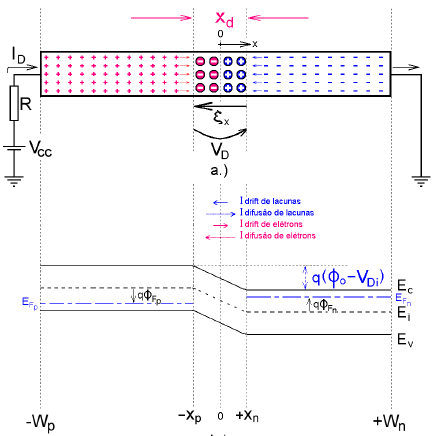 x_d
0
x
I_D
R
V_cc
ξ_x
V_D
a.)
I drift de lacunas
I difusão de lacunas
I drift de elétrons
I difusão de elétrons
q(ϕ_o-V_Di)
E_c
E_Fp
qϕ_Fp
qϕ_Fn
E_Fn
E_i
E_v
-W_p
-x_p
0
+x_n
+W_n